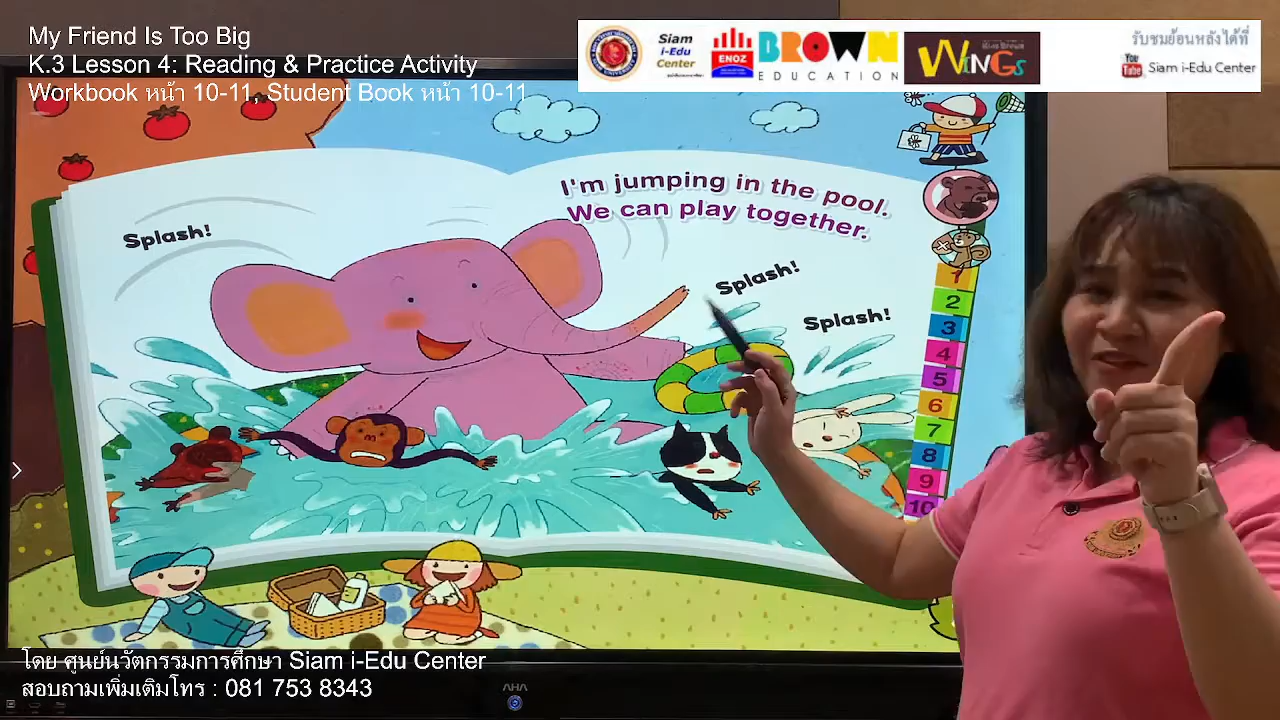 My Friend Is Too Big
K.3 Lesson 4: Reading & Practice Activity
Workbook หน้า 10-11, Student Book หน้า 10-11
Siam
i-Edu
Center
ENOZ
BROWN
EDUCATION
WiNGs
รับชมย้อนหลังได้ที่
You
Tube
Siam i-Edu Center
I'm jumping in the pool.
We can play together.
Splash!
Splash!
Splash!
1
2
3
4
5
6
7
8
9
10
โดย ศูนย์นวัตกรรมการศึกษา Siam i-Edu Center
สอบถามเพิ่มเติมโทร : 081 753 8343
AHA